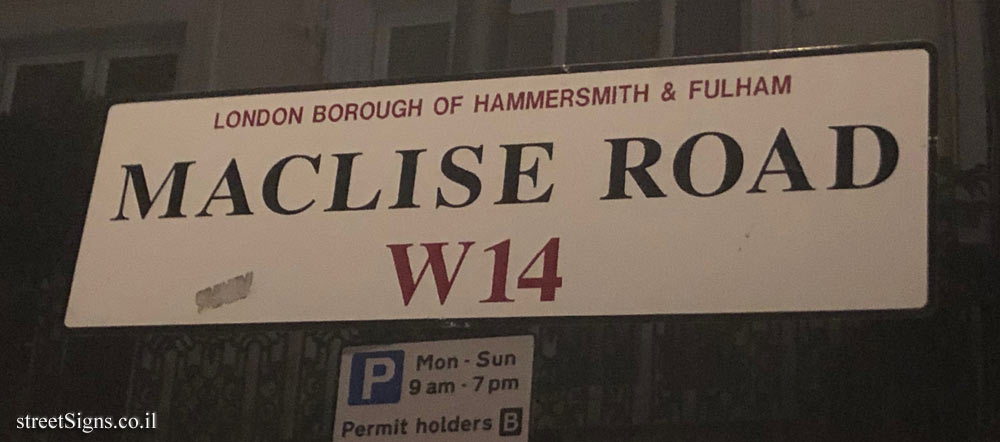 LONDON BOROUGH OF HAMMERSMITH & FULHAM
MACLISE ROAD
W14
P
Mon - Sun
9 am - 7 pm
Permit holders B
streetSigns.co.il